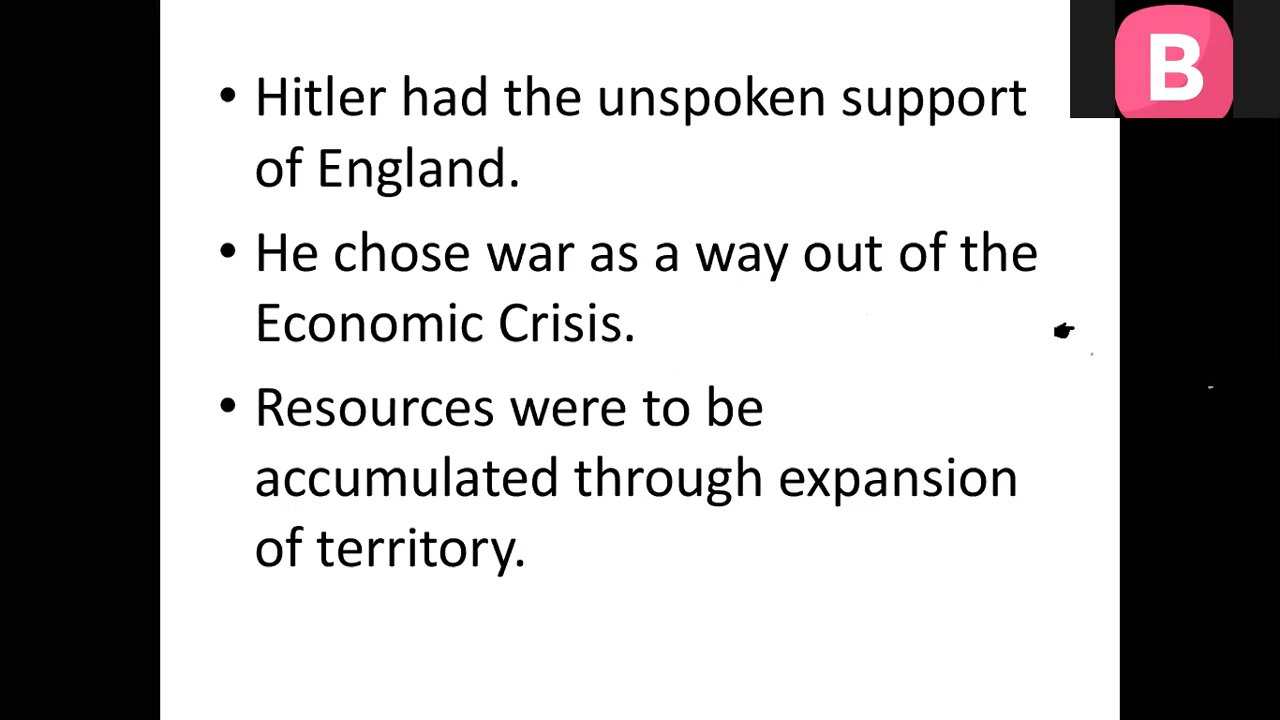 B
• Hitler had the unspoken support
of England.
• He chose war as a way out of the
Economic Crisis.
• Resources were to be
accumulated through expansion
of territory.